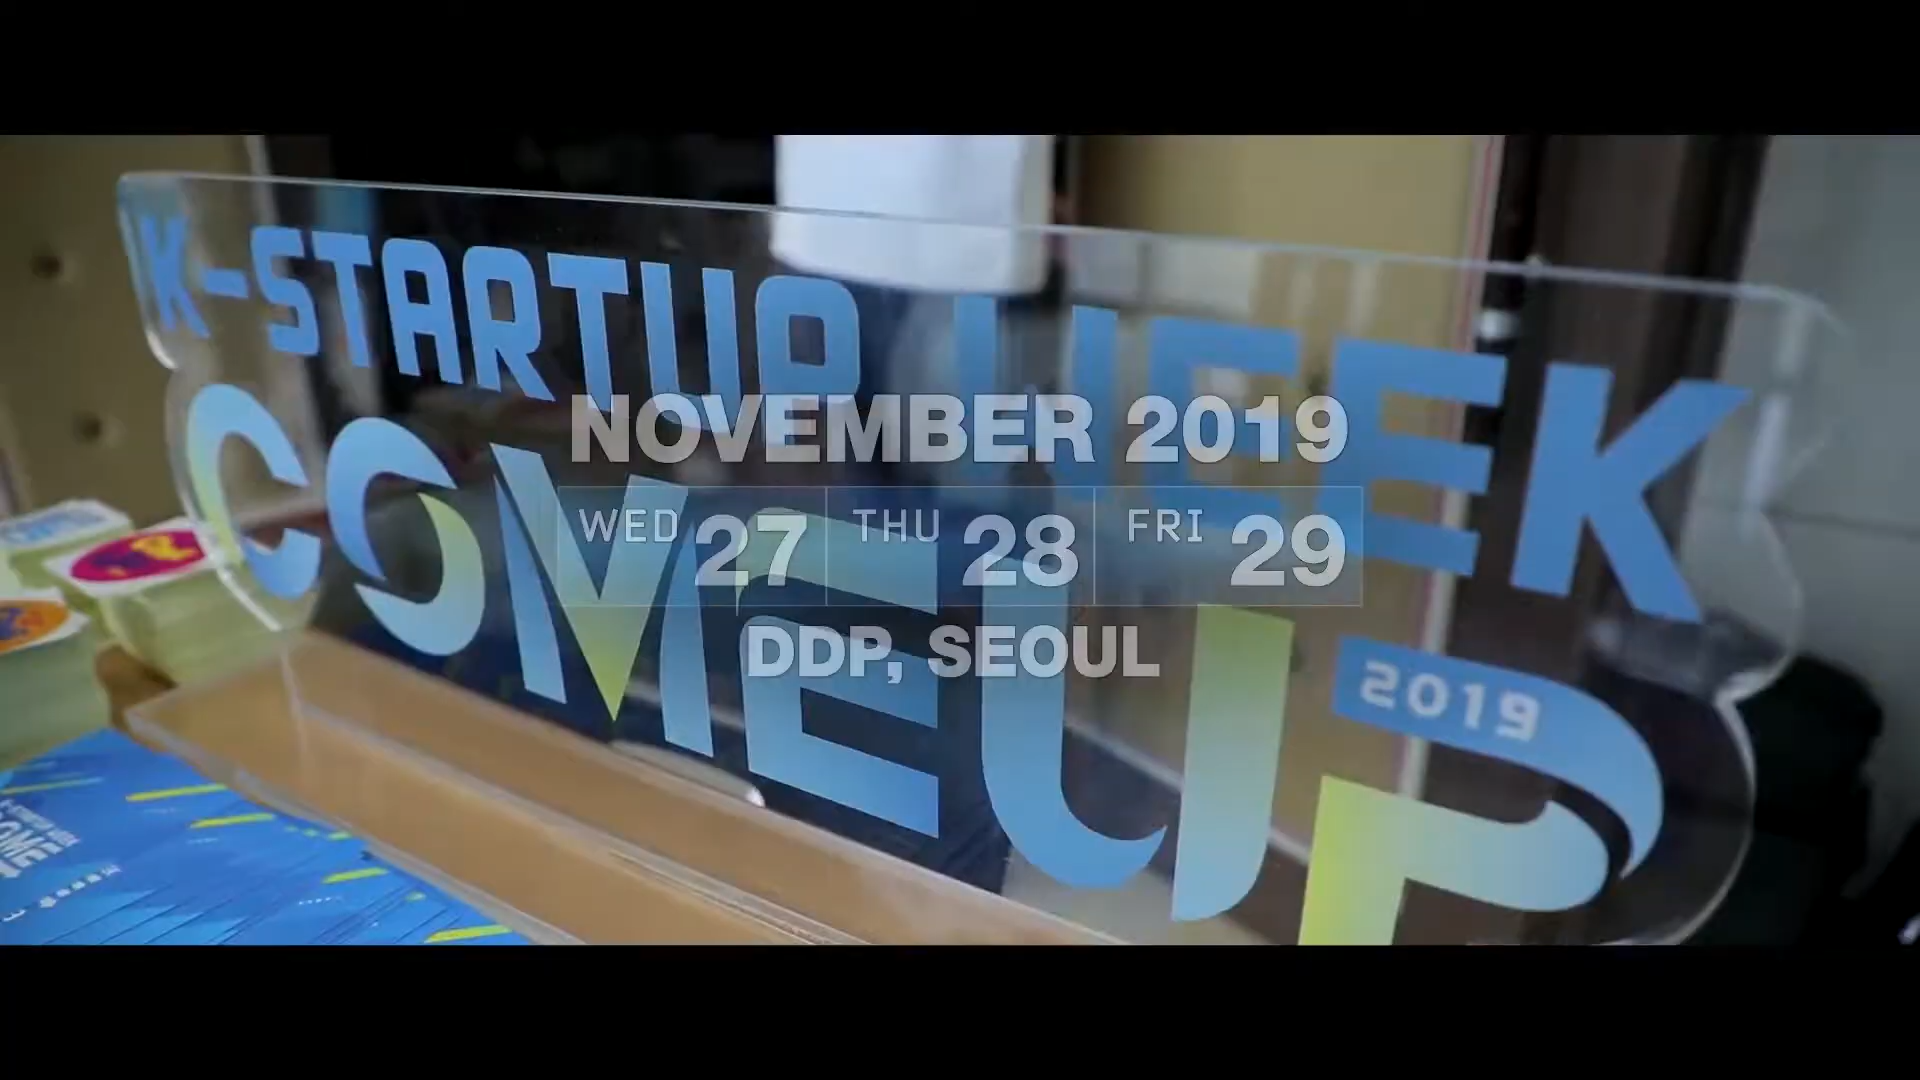 K-STARTUP WEEK
COMEUP
2019
NOVEMBER 2019
WED 27 THU 28 FRI 29
DDP, SEOUL